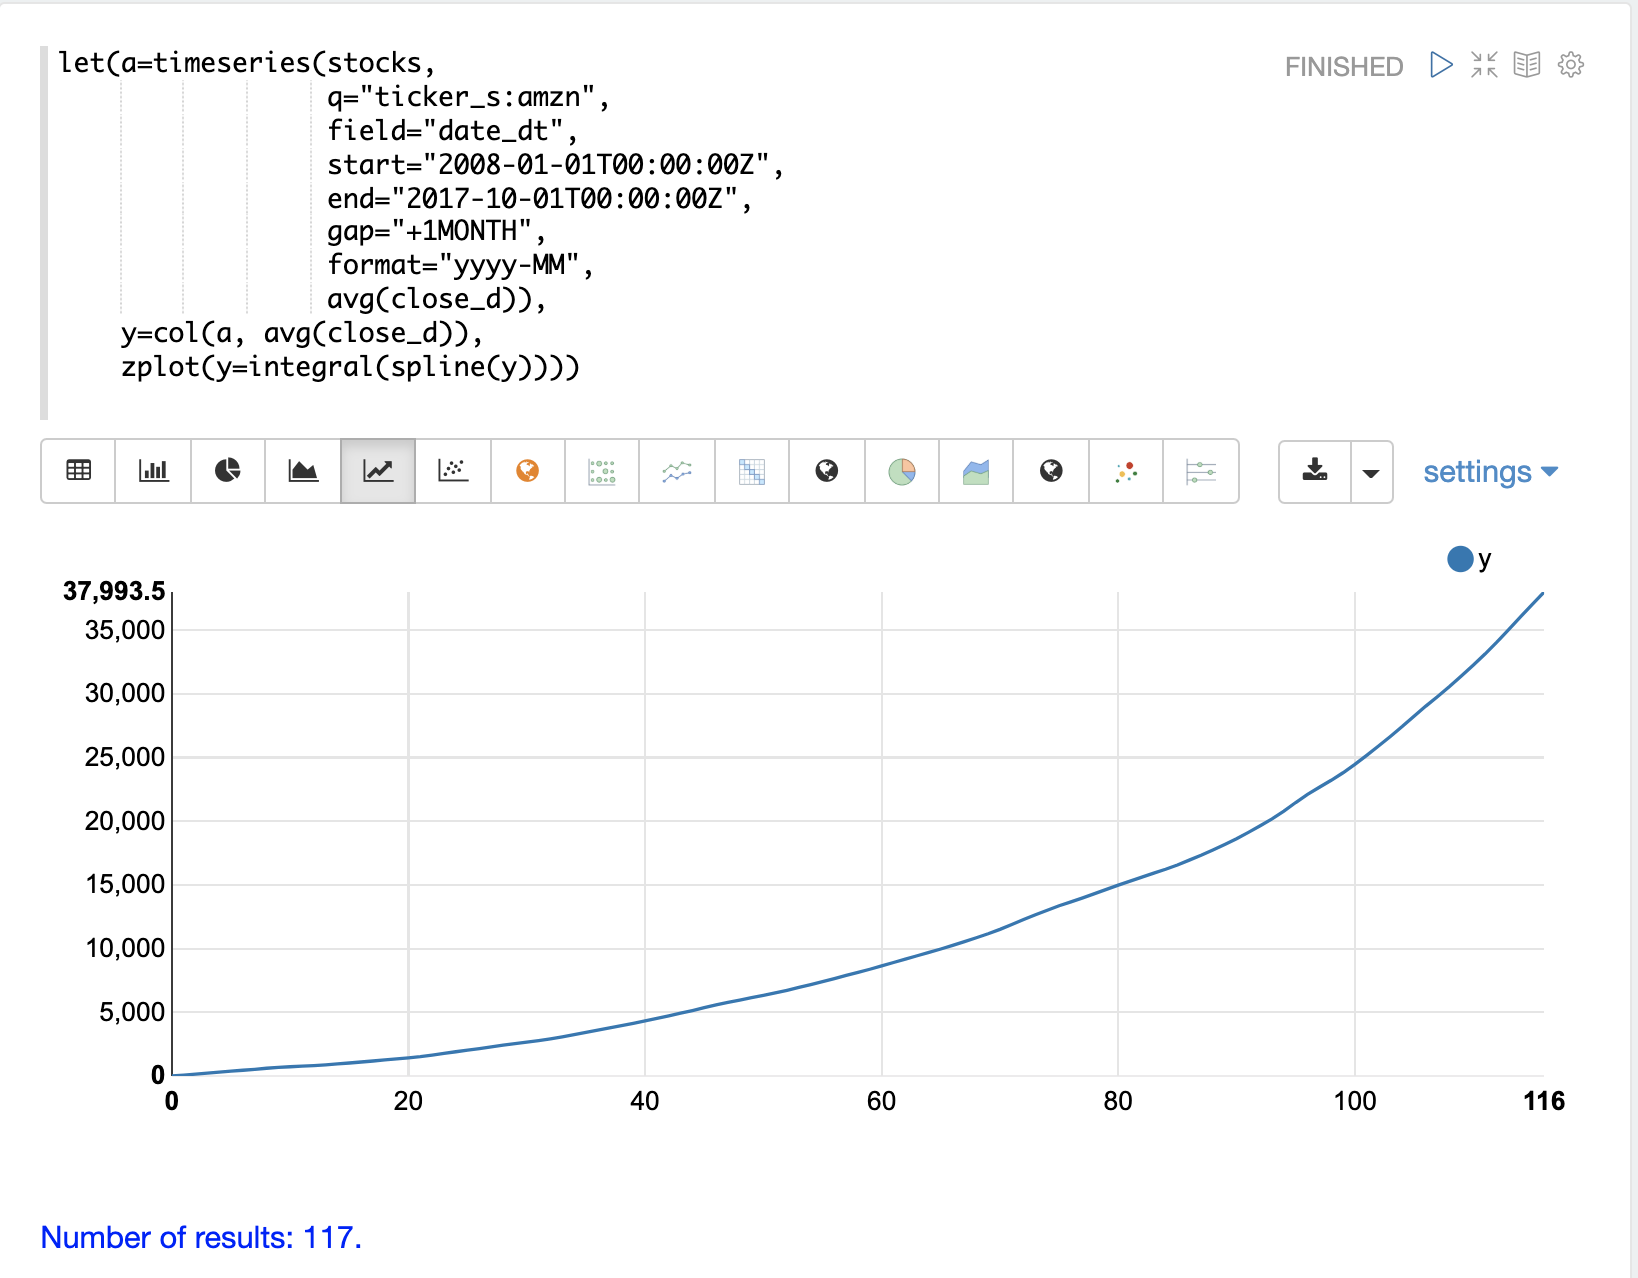 let(a=timeseries(stocks,
q="ticker_s:amzn",
field="date_dt",
start="2008-01-01T00:00:00Z",
end="2017-10-01T00:00:00Z",
gap="+1MONTH",
format="yyyy-MM",
avg(close_d)),
y=col(a, avg(close_d)),
zplot(y=integral(spline(y))))
FINISHED
settings
y
37,993.5
35,000
30,000
25,000
20,000
15,000
10,000
5,000
0
0 20 40 60 80 100 116
Number of results: 117.